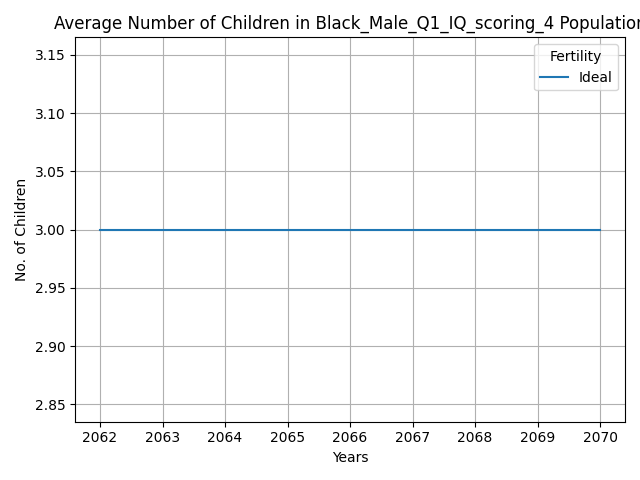 Average Number of Children in Black_Male_Q1_IQ_scoring_4 Population
Fertility
Ideal
3.15
3.10
3.05
3.00
2.95
2.90
2.85
No. of Children
2062 2063 2064 2065 2066 2067 2068 2069 2070
Years